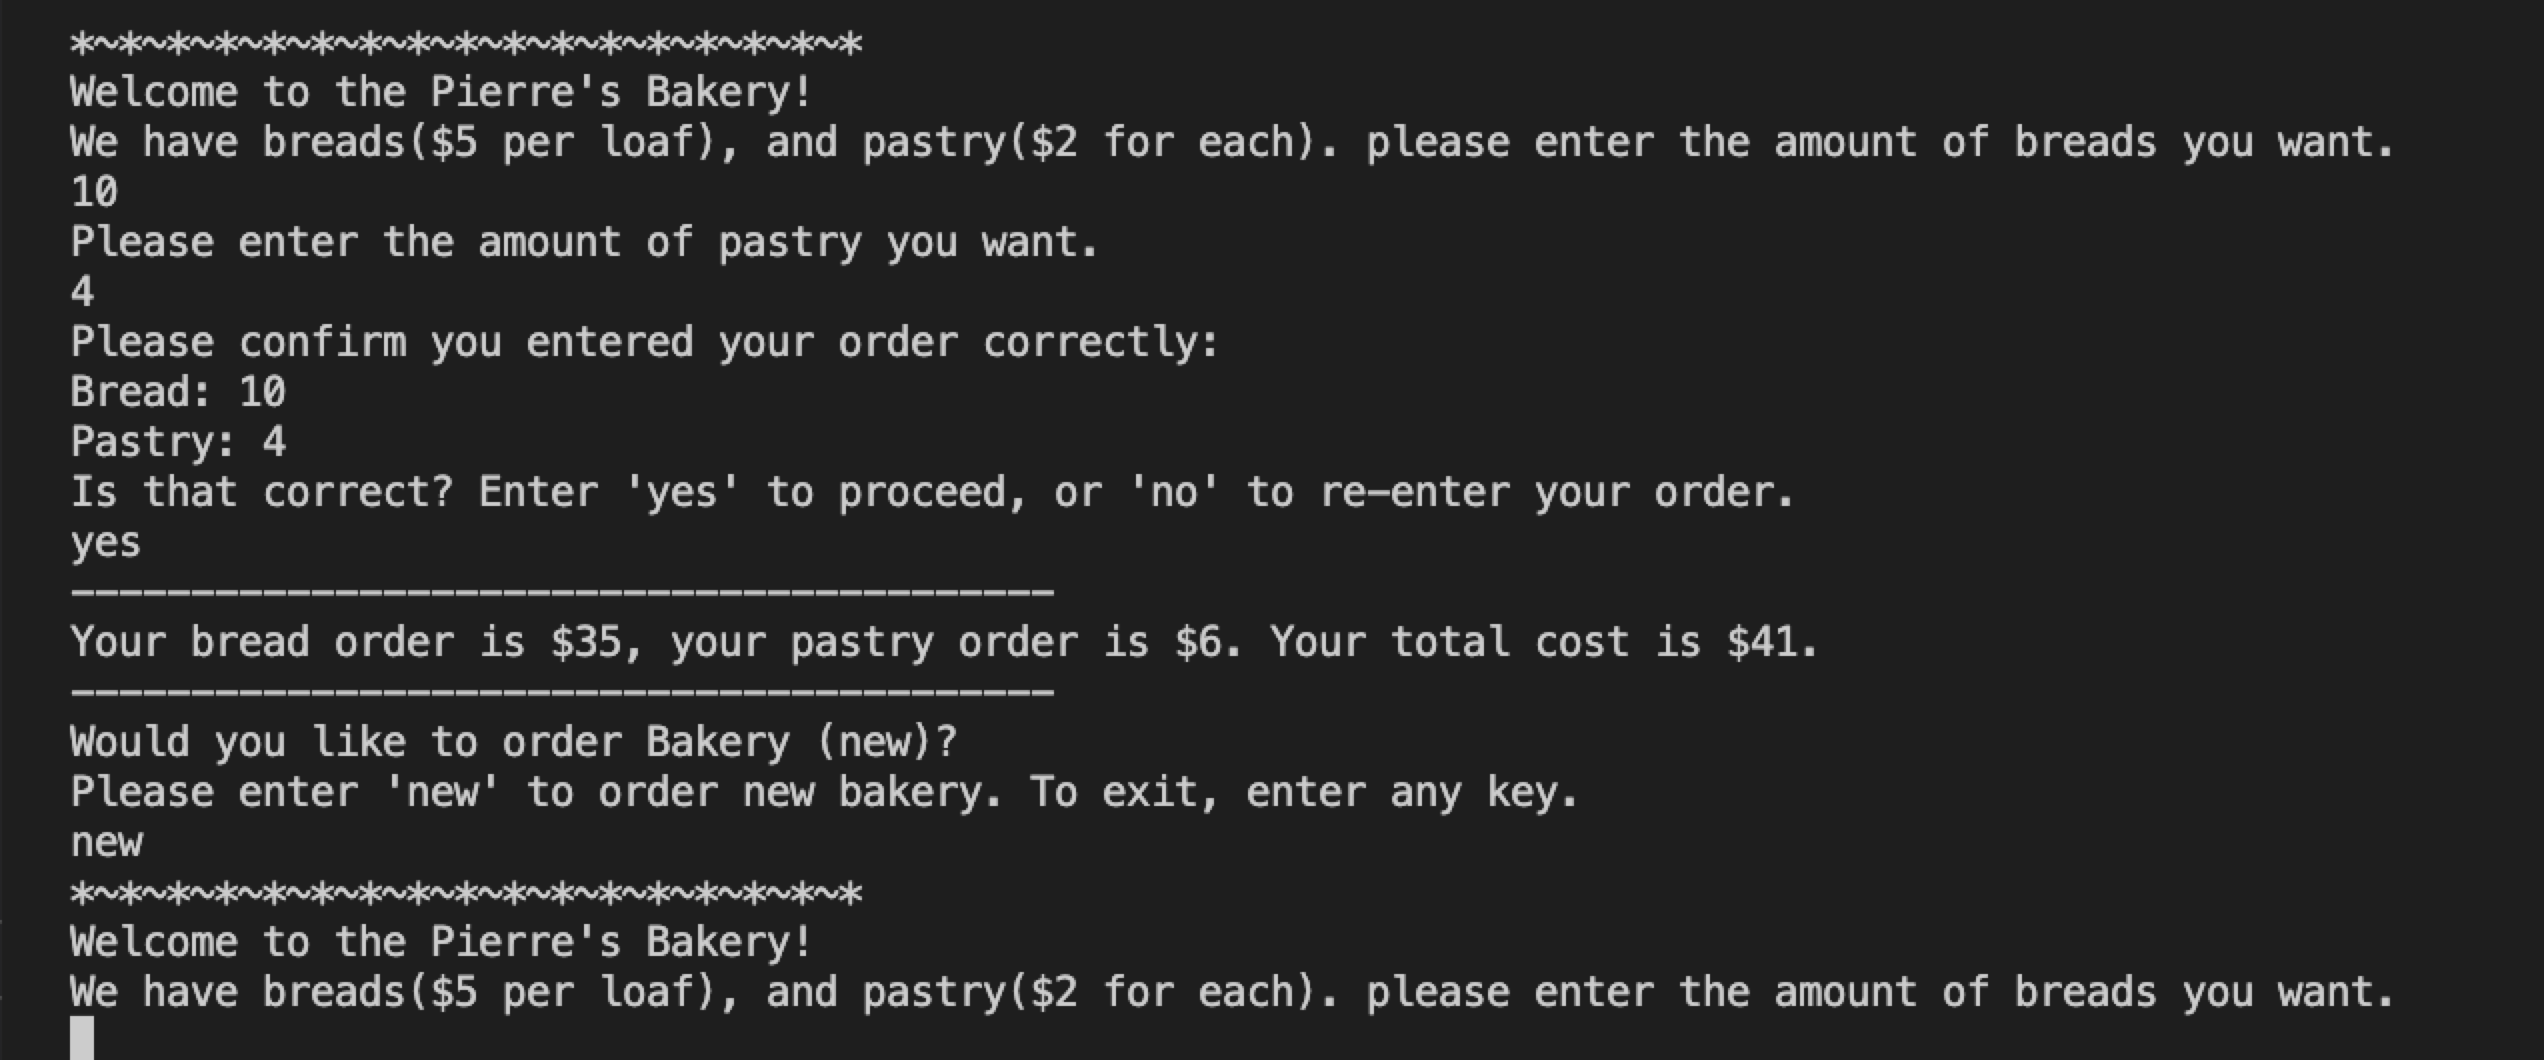 *~*~*~*~*~*~*~*~*~*~*~*~*~*~*~*~*
Welcome to the Pierre's Bakery!
We have breads($5 per loaf), and pastry($2 for each). please enter the amount of breads you want.
10
Please enter the amount of pastry you want.
4
Please confirm you entered your order correctly:
Bread: 10
Pastry: 4
Is that correct? Enter 'yes' to proceed, or 'no' to re-enter your order.
yes
-----------------------------------------
Your bread order is $35, your pastry order is $6. Your total cost is $41.
-----------------------------------------
Would you like to order Bakery (new)?
Please enter 'new' to order new bakery. To exit, enter any key.
new
*~*~*~*~*~*~*~*~*~*~*~*~*~*~*~*~*
Welcome to the Pierre's Bakery!
We have breads($5 per loaf), and pastry($2 for each). please enter the amount of breads you want.